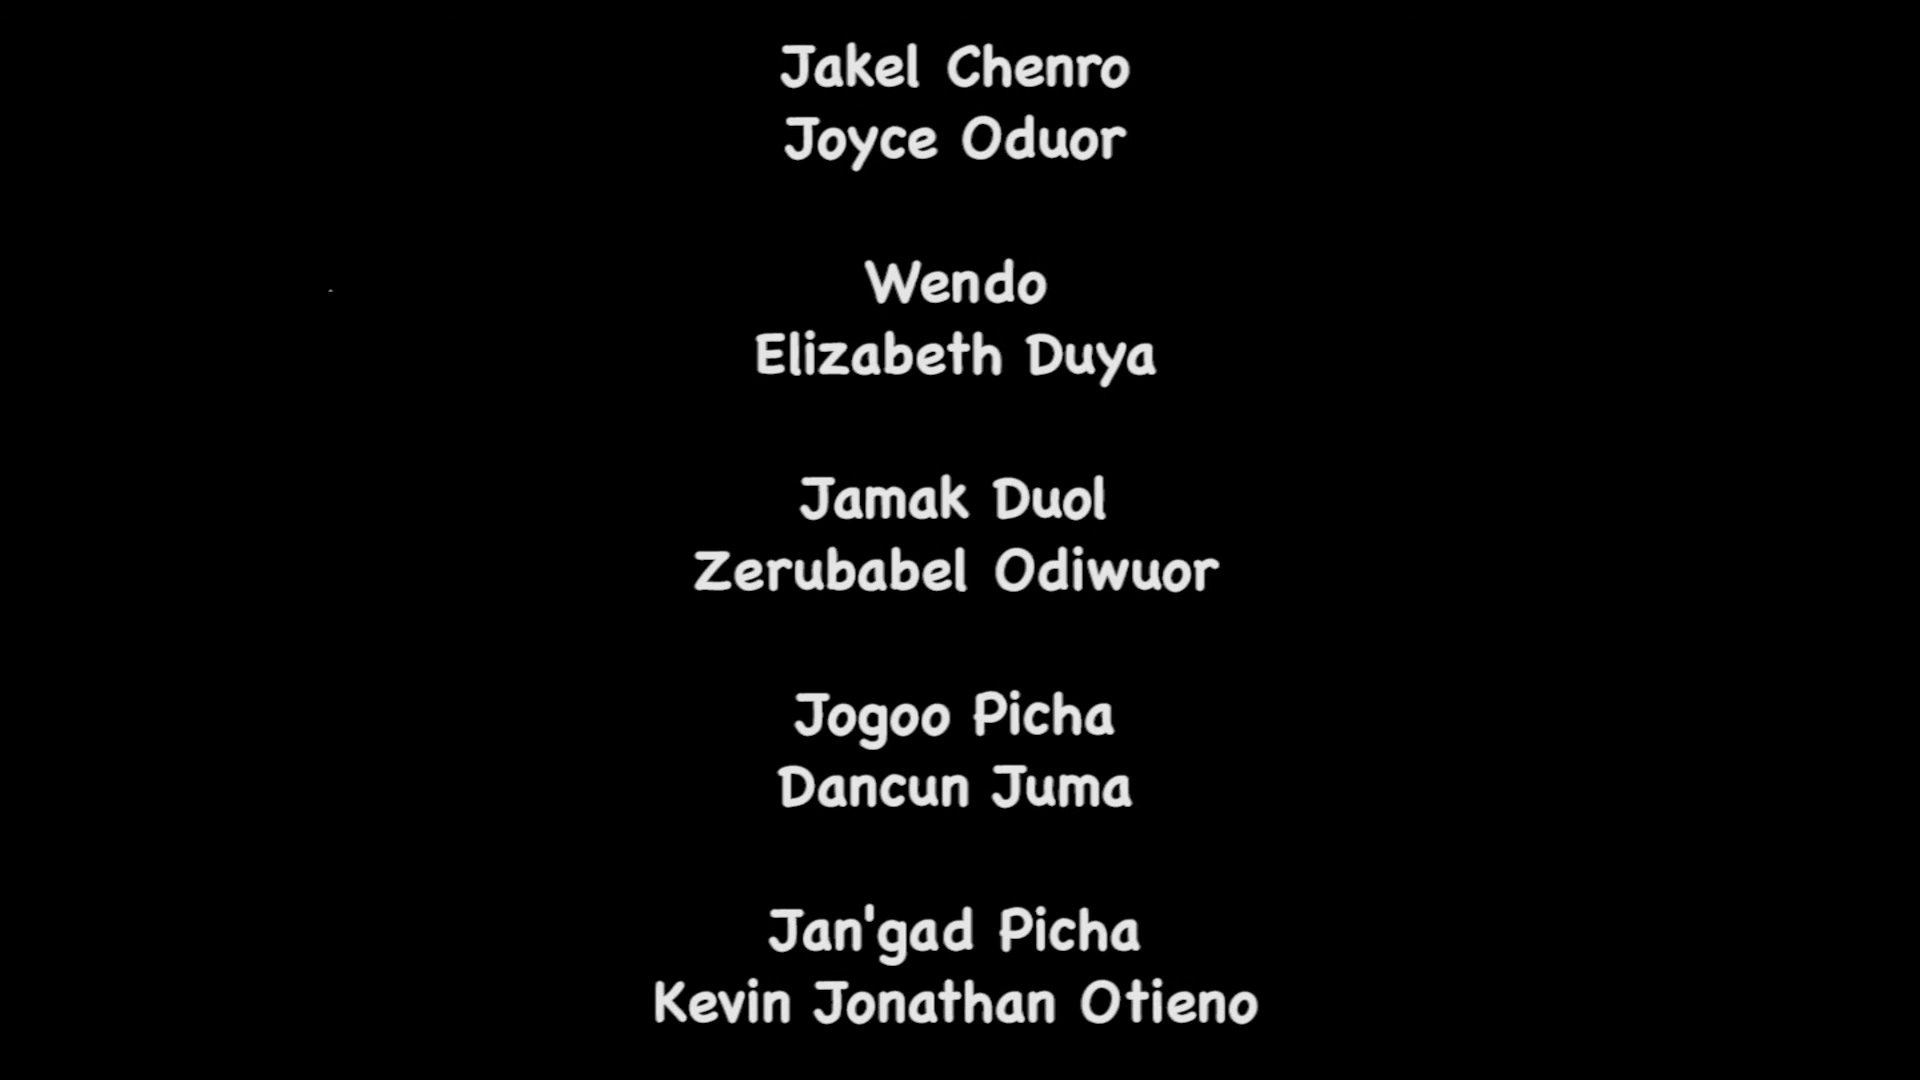 Jakel Chenro
Joyce Oduor
Wendo
Elizabeth Duya
Jamak Duol
Zerubabel Odiwuor
Jogoo Picha
Dancun Juma
Jan'gad Picha
Kevin Jonathan Otieno